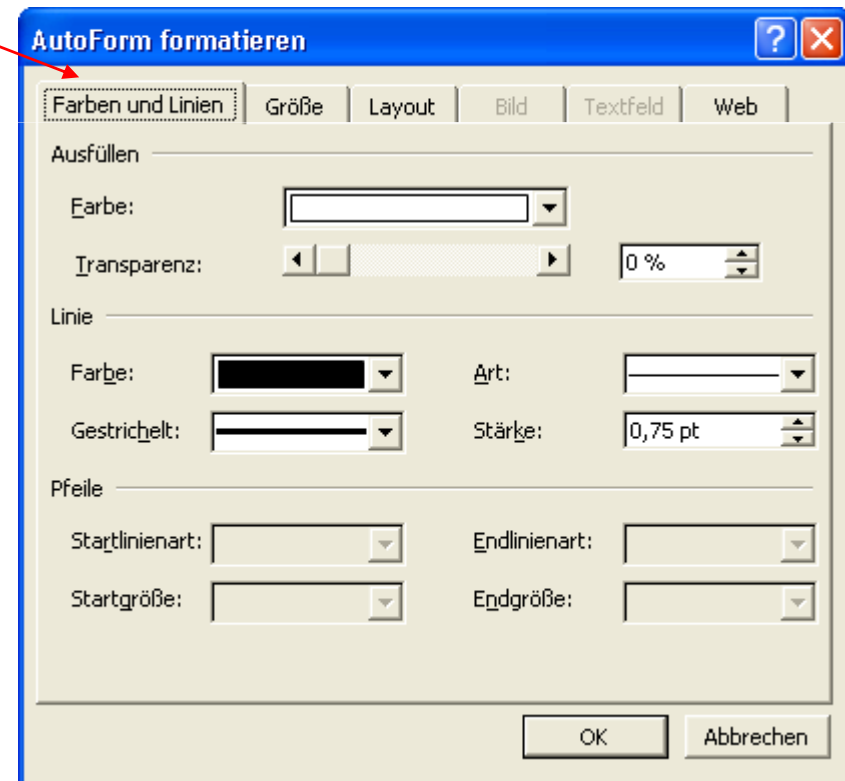 AutoForm formatieren
Farben und Linien Größe Layout Bild Textfeld Web
Ausfüllen
Farbe:
Transparenz: 0 %
Linie
Farbe: Art:
Gestrichelt: Stärke: 0,75 pt
Pfeile
Startlinienart: Endlinienart:
Startgröße: Endgröße:
OK Abbrechen